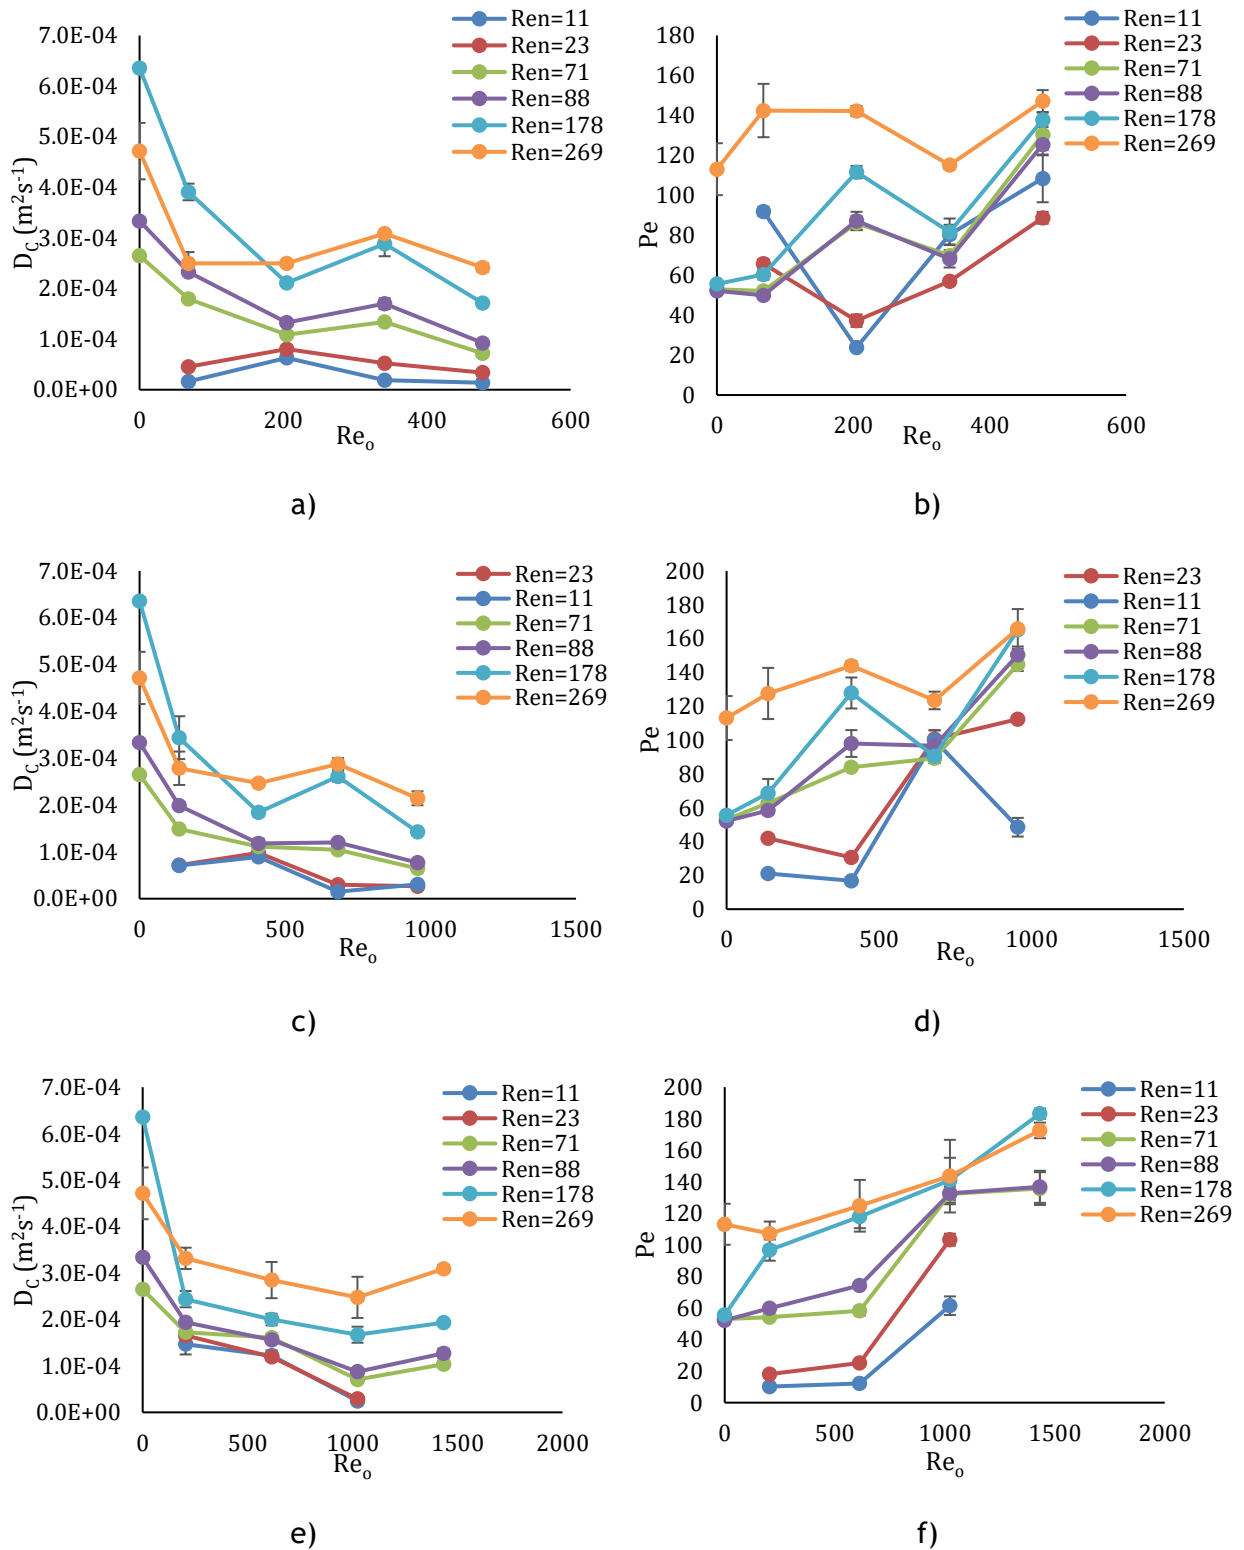 7.0E-04
6.0E-04
5.0E-04
4.0E-04
3.0E-04
2.0E-04
1.0E-04
0.0E+00
D_C (m²s⁻¹)
0 200 400 600
Re_o
Ren=11
Ren=23
Ren=71
Ren=88
Ren=178
Ren=269
a)
180
160
140
120
100
80
60
40
20
0
Pe
0 200 400 600
Re_o
Ren=11
Ren=23
Ren=71
Ren=88
Ren=178
Ren=269
b)
7.0E-04
6.0E-04
5.0E-04
4.0E-04
3.0E-04
2.0E-04
1.0E-04
0.0E+00
D_C (m²s⁻¹)
0 500 1000 1500
Re_o
Ren=23
Ren=11
Ren=71
Ren=88
Ren=178
Ren=269
c)
200
180
160
140
120
100
80
60
40
20
0
Pe
0 500 1000 1500
Re_o
Ren=23
Ren=11
Ren=71
Ren=88
Ren=178
Ren=269
d)
7.0E-04
6.0E-04
5.0E-04
4.0E-04
3.0E-04
2.0E-04
1.0E-04
0.0E+00
D_C (m²s⁻¹)
0 500 1000 1500 2000
Re_o
Ren=11
Ren=23
Ren=71
Ren=88
Ren=178
Ren=269
e)
200
180
160
140
120
100
80
60
40
20
0
Pe
0 500 1000 1500 2000
Re_o
Ren=11
Ren=23
Ren=71
Ren=88
Ren=178
Ren=269
f)